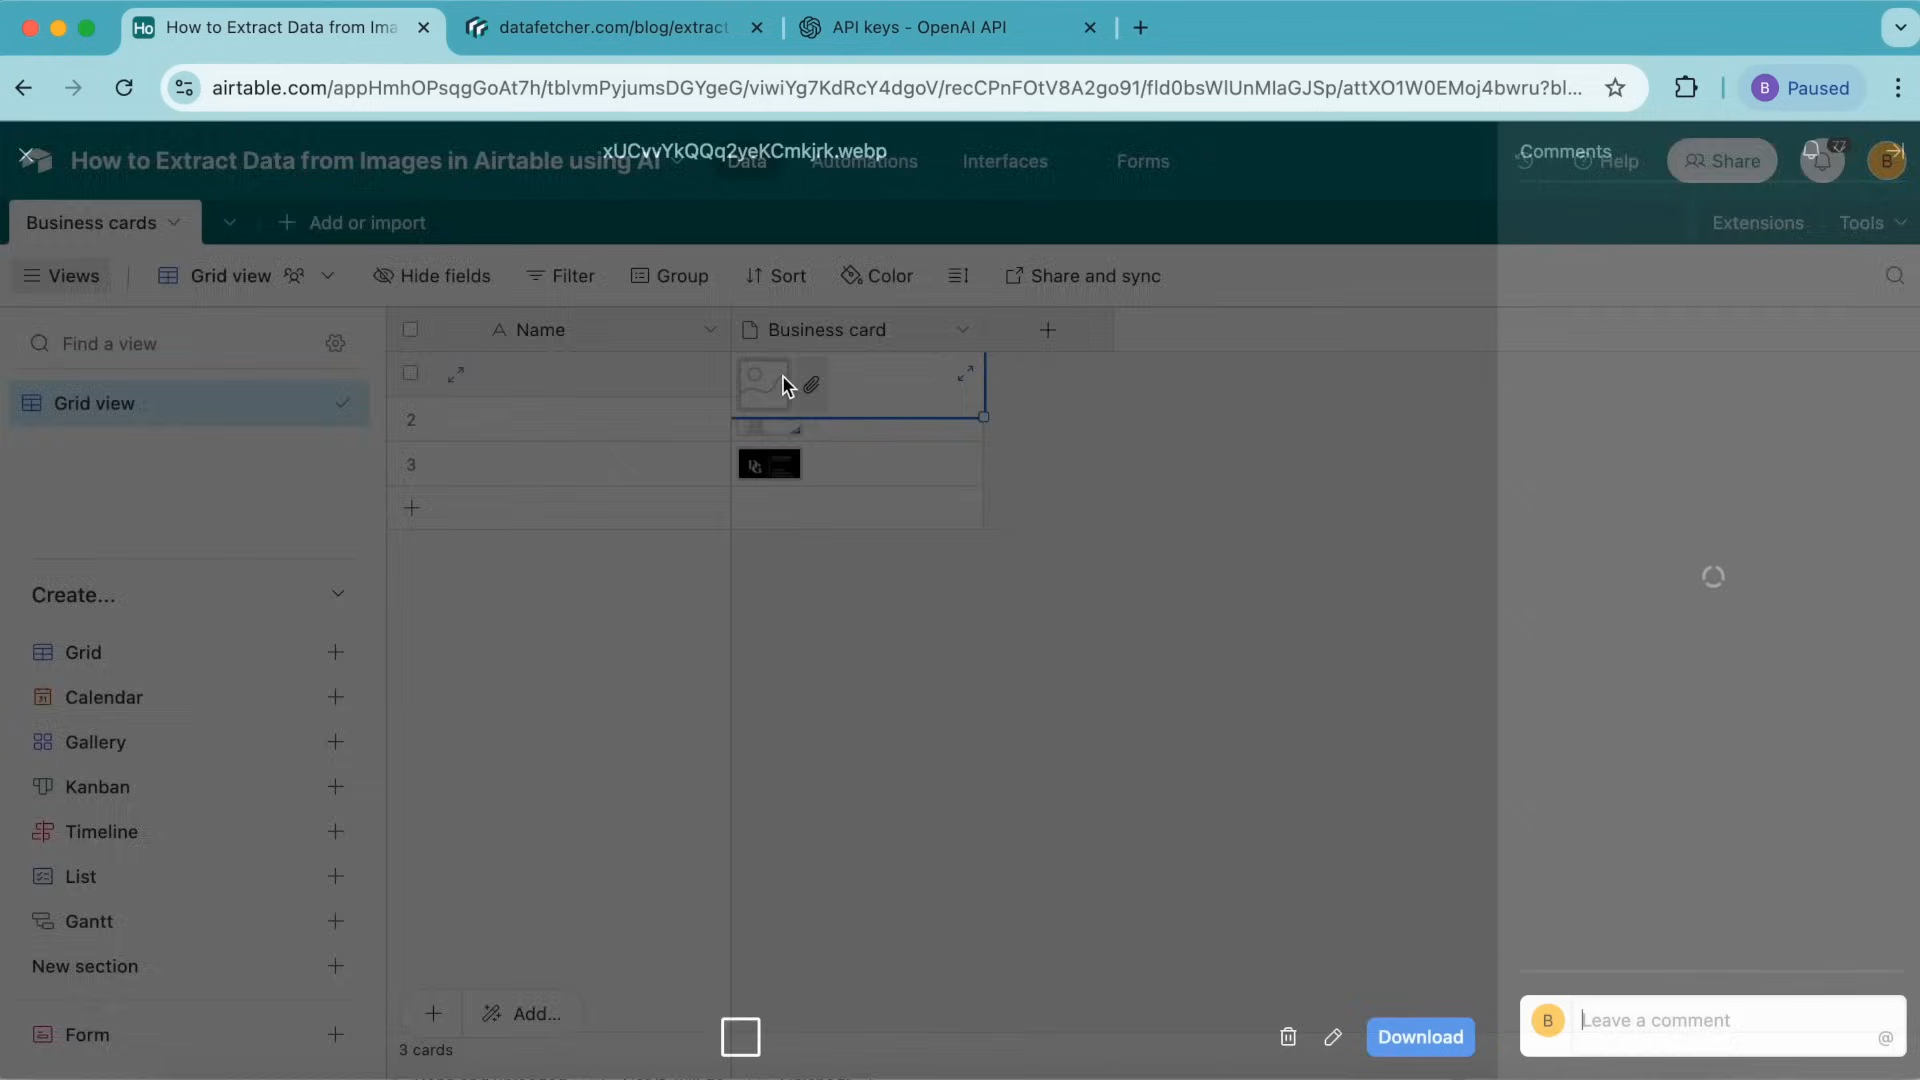 Ho How to Extract Data from Ima
datafetcher.com/blog/extract
API keys - OpenAI API
airtable.com/appHmhOPsqgGoAt7h/tblvmPyjumsDGYgeG/viwiYg7KdRcY4dgoV/recCPnFOtV8A2go91/fld0bsWlUnMlaGJSp/attXO1W0EMoj4bwru?bl...
B Paused
How to Extract Data from Images in Airtable using AI
xUCvvYkQQq2yeKCmkjrk.webp
Data
Automations
Interfaces
Forms
Comments
Help
Share
B
Business cards
Add or import
Extensions
Tools
Views
Grid view
Hide fields
Filter
Group
Sort
Color
Share and sync
Find a view
Name
Business card
Grid view
2
3
DG
Create...
Grid
Calendar
Gallery
Kanban
Timeline
List
Gantt
New section
Form
Add...
3 cards
Download
B Leave a comment
@